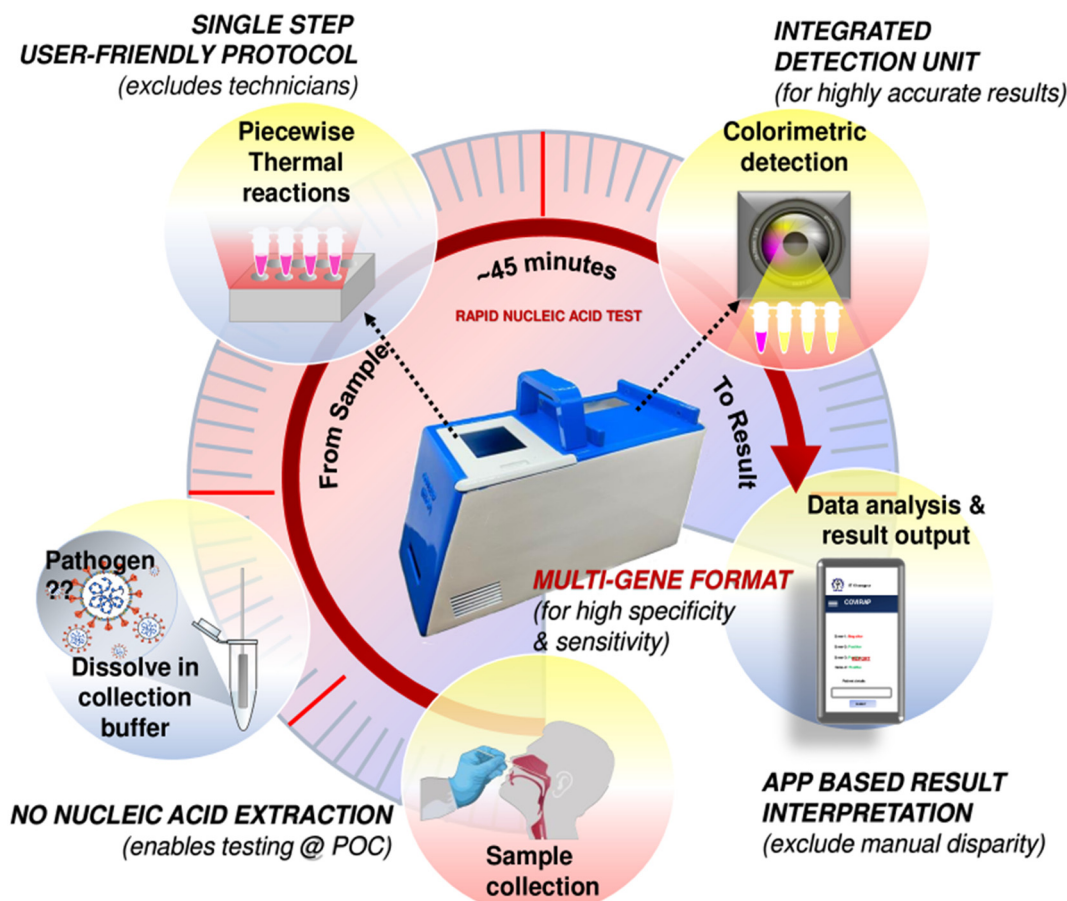 SINGLE STEP
USER-FRIENDLY PROTOCOL
(excludes technicians)
Piecewise
Thermal
reactions
INTEGRATED
DETECTION UNIT
(for highly accurate results)
Colorimetric
detection
~45 minutes
RAPID NUCLEIC ACID TEST
From Sample
To Result
Pathogen
??
Dissolve in
collection
buffer
NO NUCLEIC ACID EXTRACTION
(enables testing @ POC)
MULTI-GENE FORMAT
(for high specificity
& sensitivity)
Sample
collection
Data analysis &
result output
COVIRAP
APP BASED RESULT
INTERPRETATION
(exclude manual disparity)